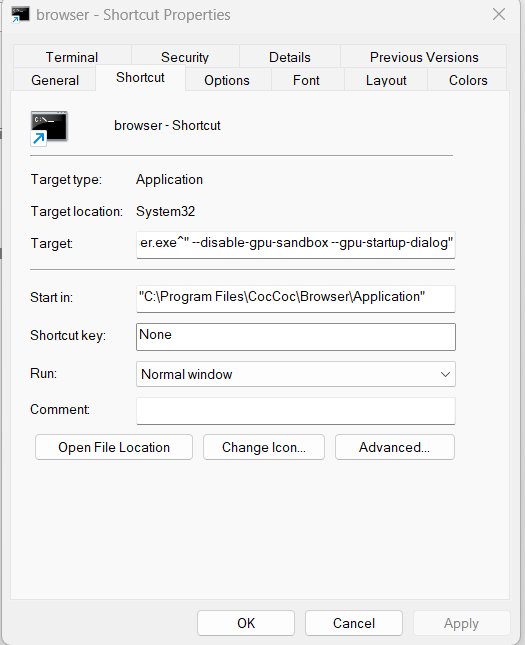 browser - Shortcut Properties
Terminal Security Details Previous Versions
General Shortcut Options Font Layout Colors
C:\_
browser - Shortcut
Target type: Application
Target location: System32
Target: er.exe^" --disable-gpu-sandbox --gpu-startup-dialog"
Start in: "C:\Program Files\CocCoc\Browser\Application"
Shortcut key: None
Run: Normal window
Comment:
Open File Location Change Icon... Advanced...
OK Cancel Apply